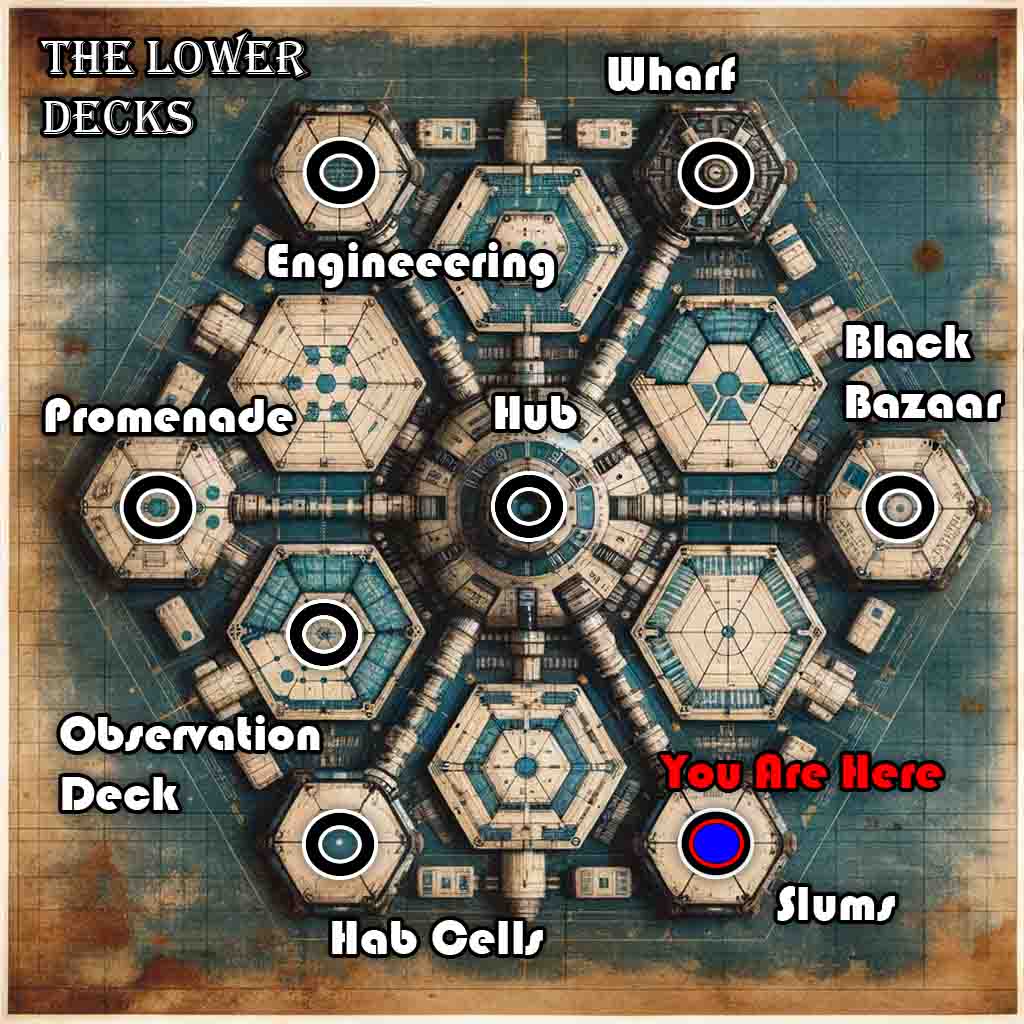 THE LOWER
DECKS
Wharf
Engineeering
Black
Bazaar
Promenade
Hub
Observation
Deck
You Are Here
Slums
Hab Cells